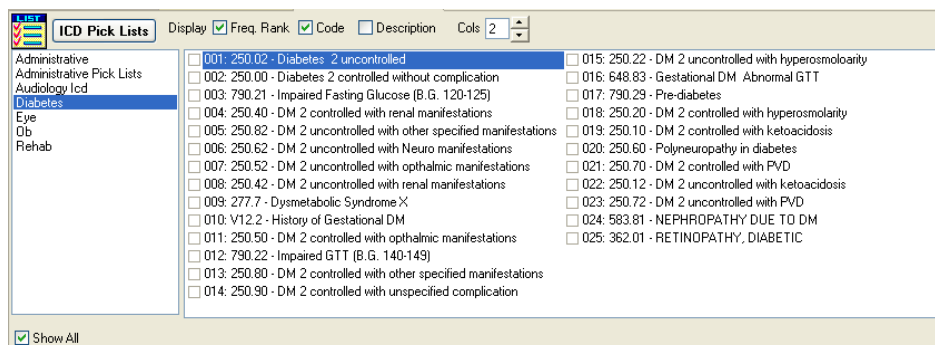 LIST
ICD Pick Lists
Display Freq. Rank Code Description Cols 2
Administrative
Administrative Pick Lists
Audiology Icd
Diabetes
Eye
Ob
Rehab
001: 250.02 - Diabetes 2 uncontrolled
002: 250.00 - Diabetes 2 controlled without complication
003: 790.21 - Impaired Fasting Glucose (B.G. 120-125)
004: 250.40 - DM 2 controlled with renal manifestations
005: 250.82 - DM 2 uncontrolled with other specified manifestations
006: 250.62 - DM 2 uncontrolled with Neuro manifestations
007: 250.52 - DM 2 uncontrolled with opthalmic manifestations
008: 250.42 - DM 2 uncontrolled with renal manifestations
009: 277.7 - Dysmetabolic Syndrome X
010: V12.2 - History of Gestational DM
011: 250.50 - DM 2 controlled with opthalmic manifestations
012: 790.22 - Impaired GTT (B.G. 140-149)
013: 250.80 - DM 2 controlled with other specified manifestations
014: 250.90 - DM 2 controlled with unspecified complication
015: 250.22 - DM 2 uncontrolled with hyperosmoloarity
016: 648.83 - Gestational DM Abnormal GTT
017: 790.29 - Pre-diabetes
018: 250.20 - DM 2 controlled with hyperosmolarity
019: 250.10 - DM 2 controlled with ketoacidosis
020: 250.60 - Polyneuropathy in diabetes
021: 250.70 - DM 2 controlled with PVD
022: 250.12 - DM 2 uncontrolled with ketoacidosis
023: 250.72 - DM 2 uncontrolled with PVD
024: 583.81 - NEPHROPATHY DUE TO DM
025: 362.01 - RETINOPATHY, DIABETIC
Show All